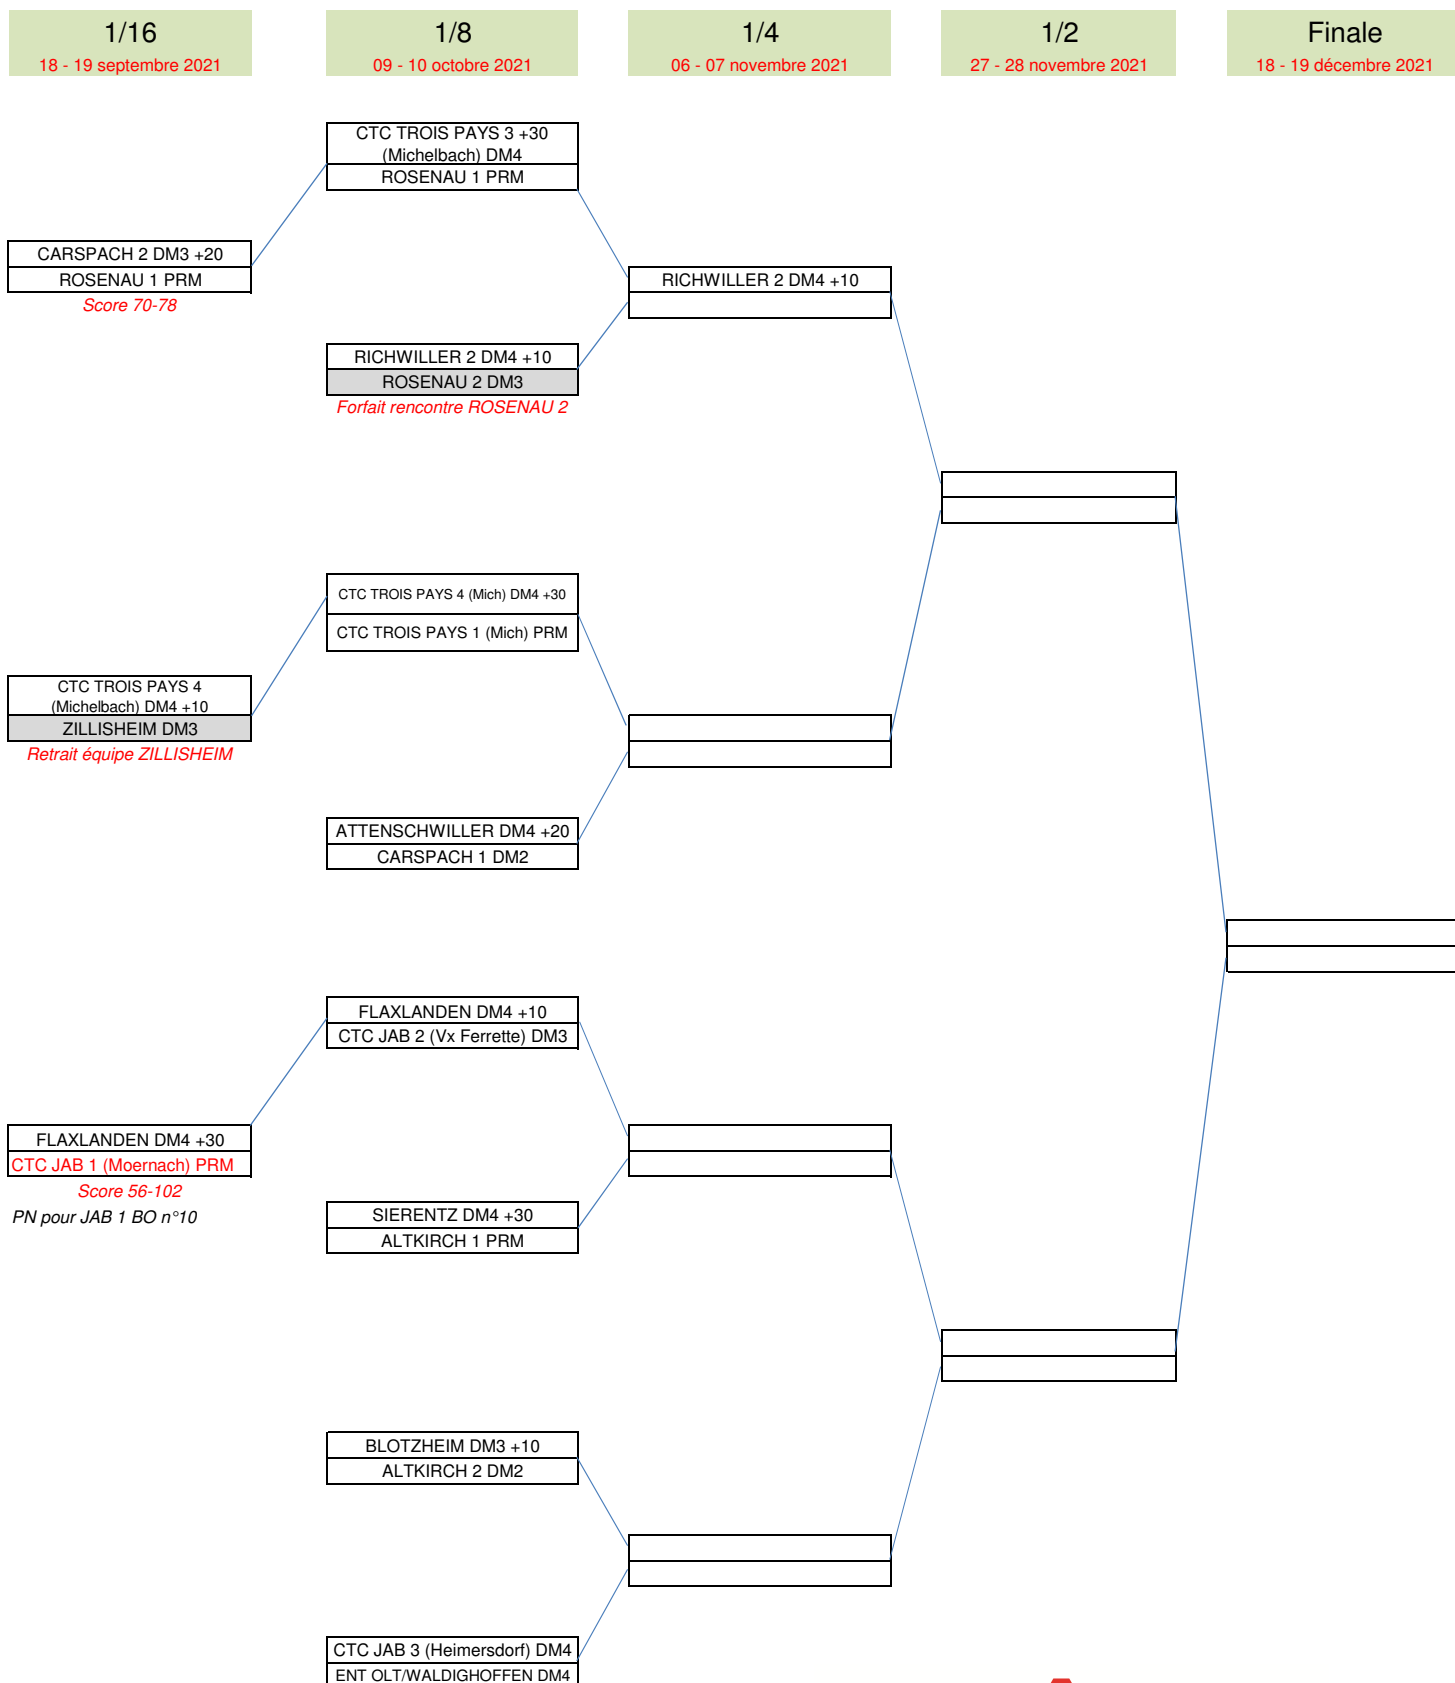 1/16
18 - 19 septembre 2021
1/8
09 - 10 octobre 2021
1/4
06 - 07 novembre 2021
1/2
27 - 28 novembre 2021
Finale
18 - 19 décembre 2021
CTC TROIS PAYS 3 +30
(Michelbach) DM4
ROSENAU 1 PRM
CARSPACH 2 DM3 +20
ROSENAU 1 PRM
Score 70-78
RICHWILLER 2 DM4 +10
RICHWILLER 2 DM4 +10
ROSENAU 2 DM3
Forfait rencontre ROSENAU 2
CTC TROIS PAYS 4 (Mich) DM4 +30
CTC TROIS PAYS 1 (Mich) PRM
CTC TROIS PAYS 4
(Michelbach) DM4 +10
ZILLISHEIM DM3
Retrait équipe ZILLISHEIM
ATTENSCHWILLER DM4 +20
CARSPACH 1 DM2
FLAXLANDEN DM4 +10
CTC JAB 2 (Vx Ferrette) DM3
FLAXLANDEN DM4 +30
CTC JAB 1 (Moernach) PRM
Score 56-102
PN pour JAB 1 BO n°10
SIERENTZ DM4 +30
ALTKIRCH 1 PRM
BLOTZHEIM DM3 +10
ALTKIRCH 2 DM2
CTC JAB 3 (Heimersdorf) DM4
ENT OLT/WALDIGHOFFEN DM4